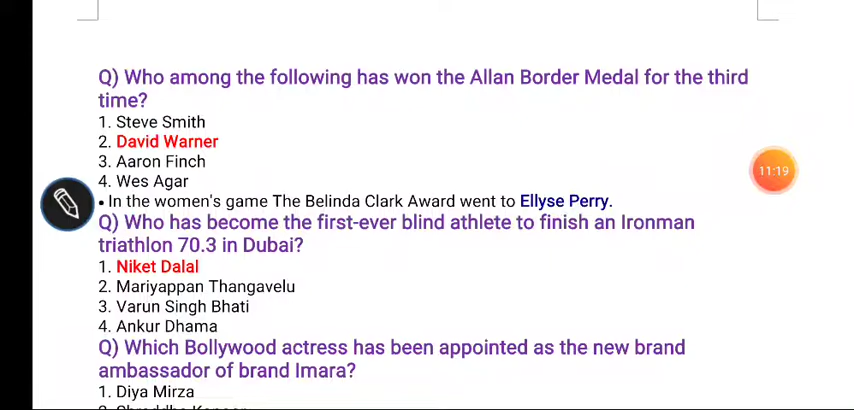 Q) Who among the following has won the Allan Border Medal for the third
time?
1. Steve Smith
2. David Warner
3. Aaron Finch
4. Wes Agar
• In the women's game The Belinda Clark Award went to Ellyse Perry.
Q) Who has become the first-ever blind athlete to finish an Ironman
triathlon 70.3 in Dubai?
1. Niket Dalal
2. Mariyappan Thangavelu
3. Varun Singh Bhati
4. Ankur Dhama
Q) Which Bollywood actress has been appointed as the new brand
ambassador of brand Imara?
1. Diya Mirza
11:19